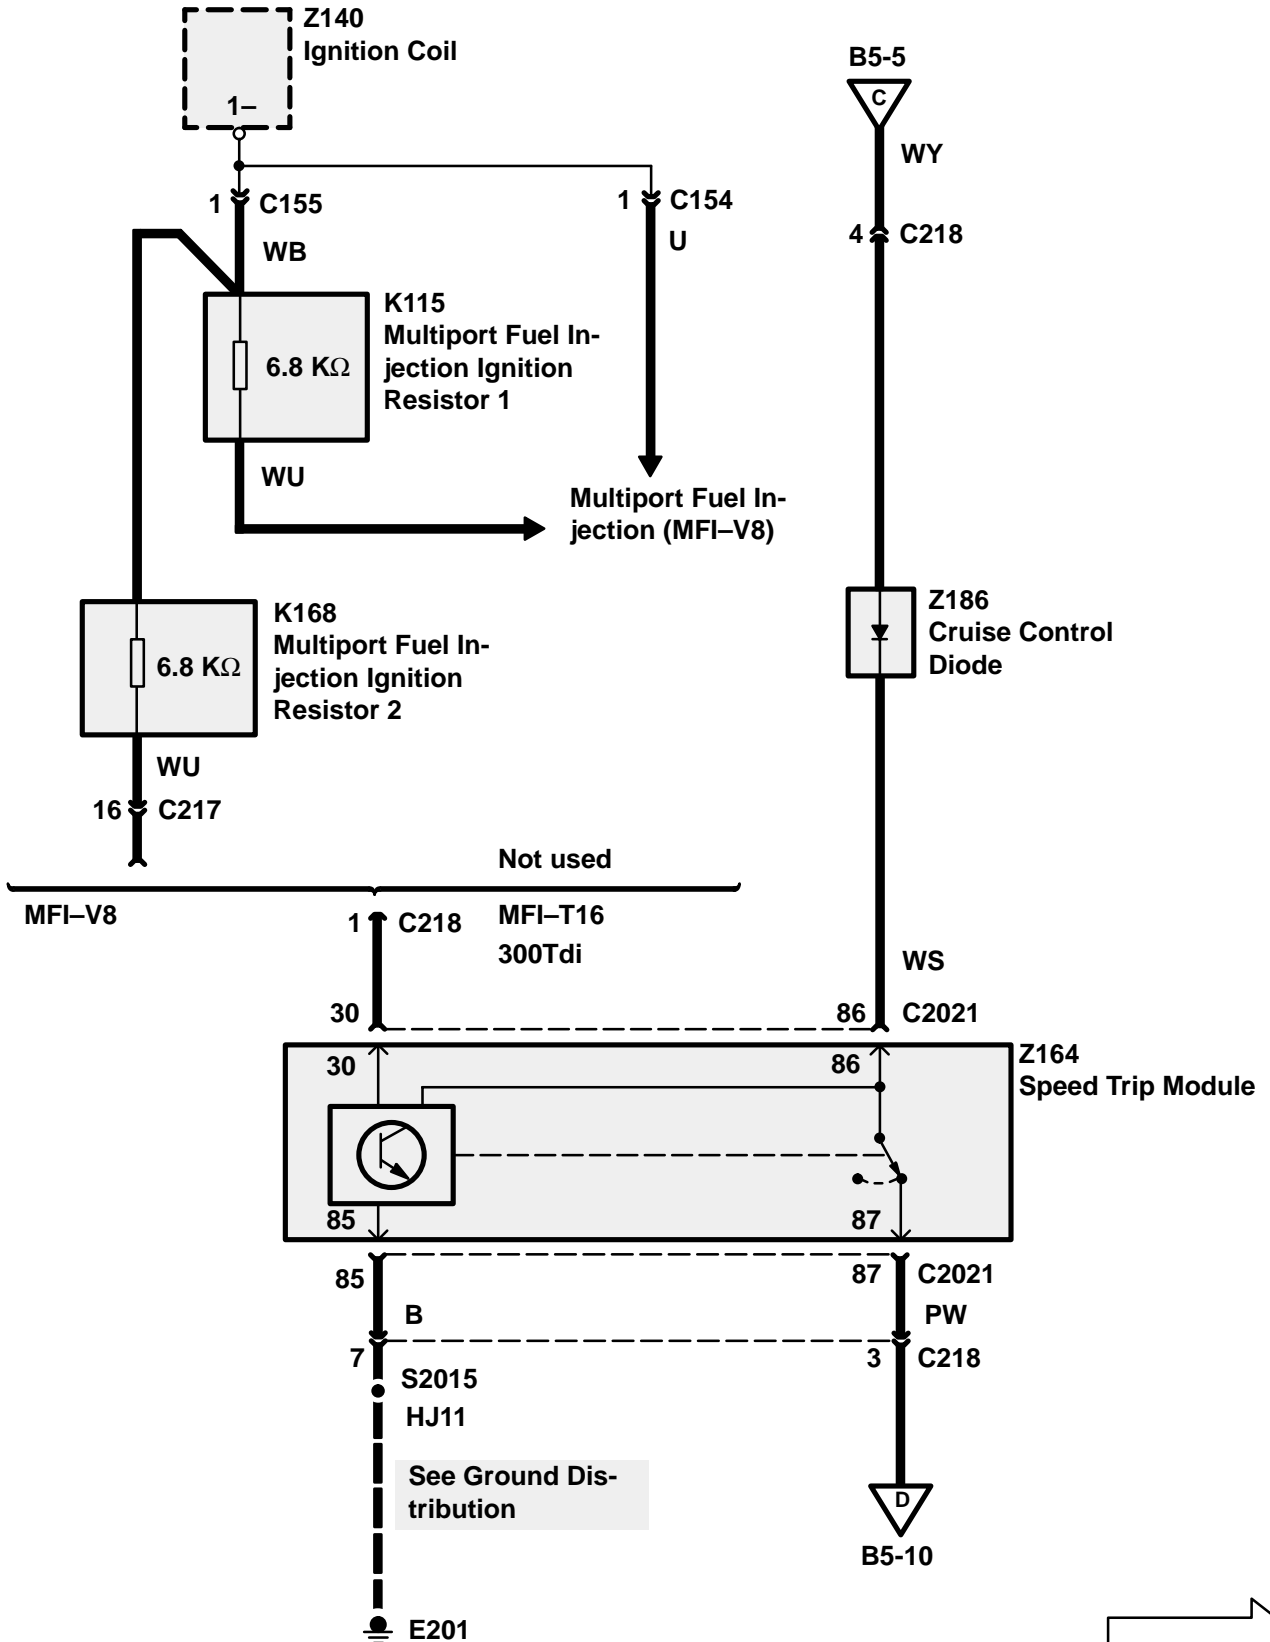 Z140
Ignition Coil
1–
B5-5
C
WY
1 C155
1 C154
WB
U
4 C218
K115
Multiport Fuel In-
jection Ignition
Resistor 1
6.8 KΩ
WU
Multiport Fuel In-
jection (MFI–V8)
K168
Multiport Fuel In-
jection Ignition
Resistor 2
6.8 KΩ
Z186
Cruise Control
Diode
WU
16 C217
Not used
MFI–V8
1 C218
MFI–T16
300Tdi
WS
30
86 C2021
30
86
Z164
Speed Trip Module
85
87
85
87 C2021
B
PW
7
3 C218
S2015
HJ11
See Ground Dis-
tribution
D
B5-10
E201